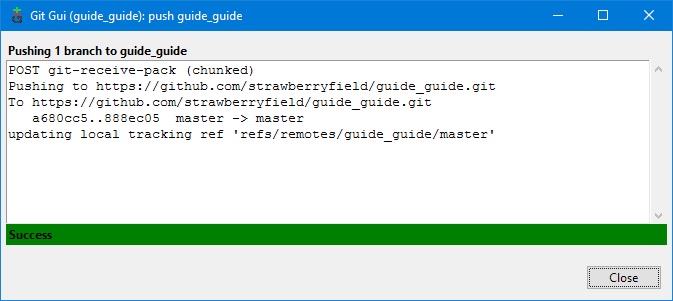 Git Gui (guide_guide): push guide_guide
Pushing 1 branch to guide_guide
POST git-receive-pack (chunked)
Pushing to https://github.com/strawberryfield/guide_guide.git
To https://github.com/strawberryfield/guide_guide.git
   a680cc5..888ec05  master -> master
updating local tracking ref 'refs/remotes/guide_guide/master'
Success
Close